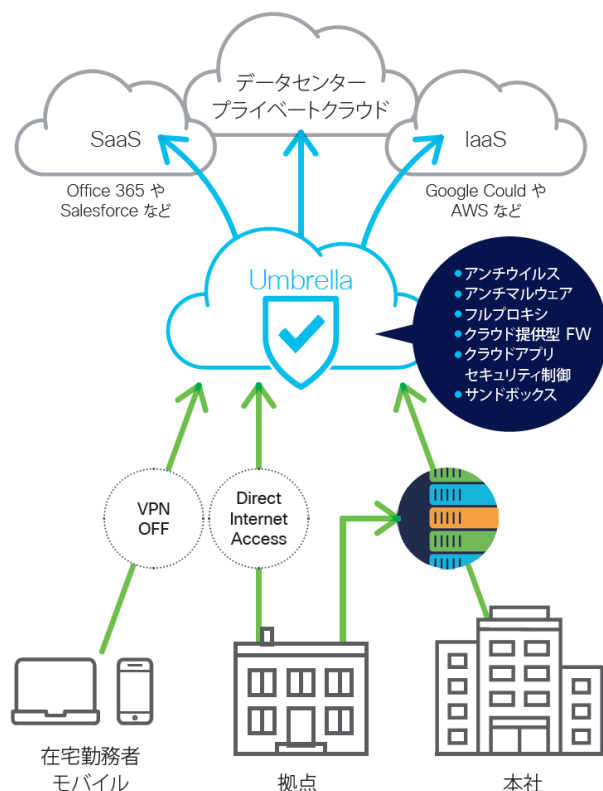 データセンター
プライベートクラウド
SaaS
IaaS
Office 365 や
Salesforce など
Google Could や
AWS など
Umbrella
●アンチウイルス
●アンチマルウェア
●フルプロキシ
●クラウド提供型 FW
●クラウドアプリ
セキュリティ制御
●サンドボックス
VPN
OFF
Direct
Internet
Access
在宅勤務者
モバイル
拠点
本社